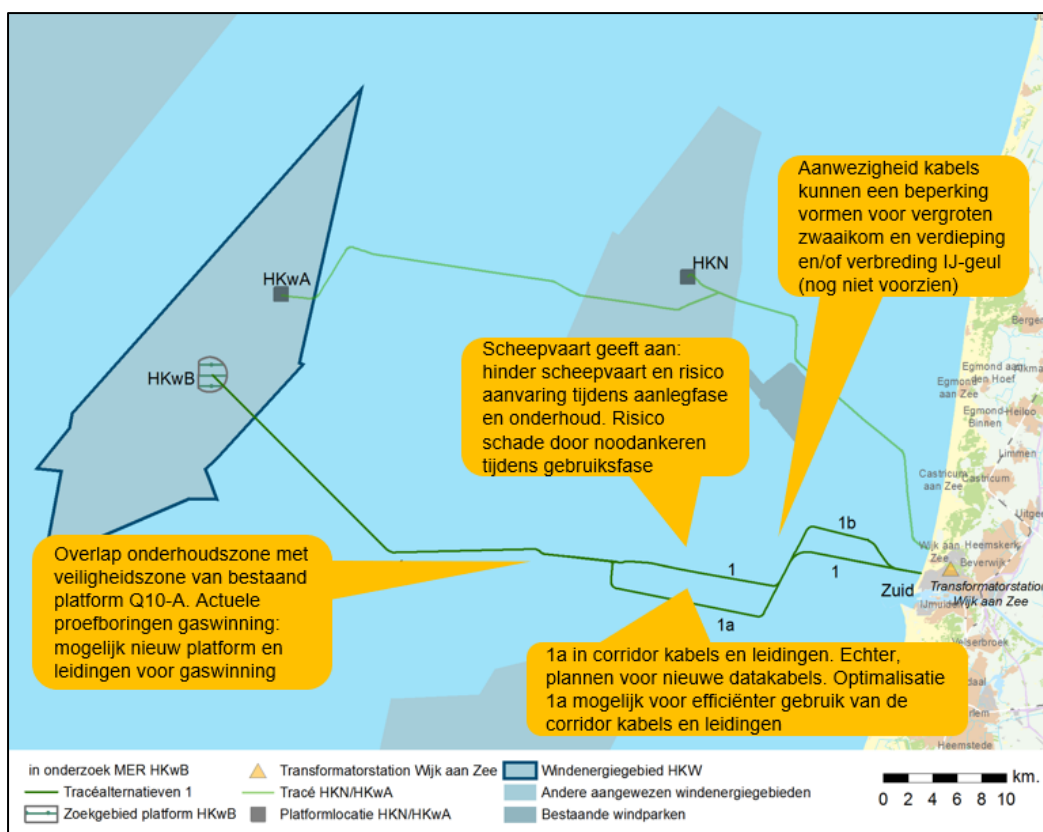 Aanwezigheid kabels
kunnen een beperking
vormen voor vergroten
zwaaikom en verdieping
en/of verbreding IJ-geul
(nog niet voorzien)
HKwA
HKN
HKwB
Scheepvaart geeft aan:
hinder scheepvaart en risico
aanvaring tijdens aanlegfase
en onderhoud. Risico
schade door noodankeren
tijdens gebruiksfase
Bergen
Egmond aan
Zee
Egmond aan
den Hoef
Egmond-
Binnen
Heiloo
Limmen
Castricum
aan Zee
Castricum
Uitgee
1b
Wijk aan
Zee
Heemskerk
Beverwijk
1
1
Zuid
Transformatorstation
Wijk aan Zee
IJmuiden
Velserbroek
1a
Overlap onderhoudszone met
veiligheidszone van bestaand
platform Q10-A. Actuele
proefboringen gaswinning:
mogelijk nieuw platform en
leidingen voor gaswinning
1a in corridor kabels en leidingen. Echter,
plannen voor nieuwe datakabels. Optimalisatie
1a mogelijk voor efficiënter gebruik van de
corridor kabels en leidingen
daal
rlem
Heemstede
in onderzoek MER HKwB
Tracéalternatieven 1
Zoekgebied platform HKwB
Transformatorstation Wijk aan Zee
Tracé HKN/HKwA
Platformlocatie HKN/HKwA
Windenergiegebied HKW
Andere aangewezen windenergiegebieden
Bestaande windparken
km.
0 2 4 6 8 10